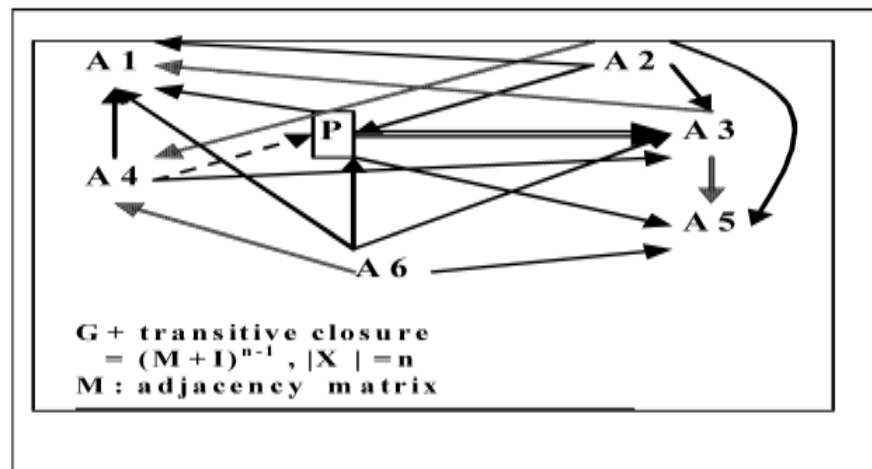 A 1
A 2
P
A 3
A 4
A 5
A 6
G + transitive closure
= (M + I)ⁿ⁻¹ , |X | = n
M : adjacency matrix